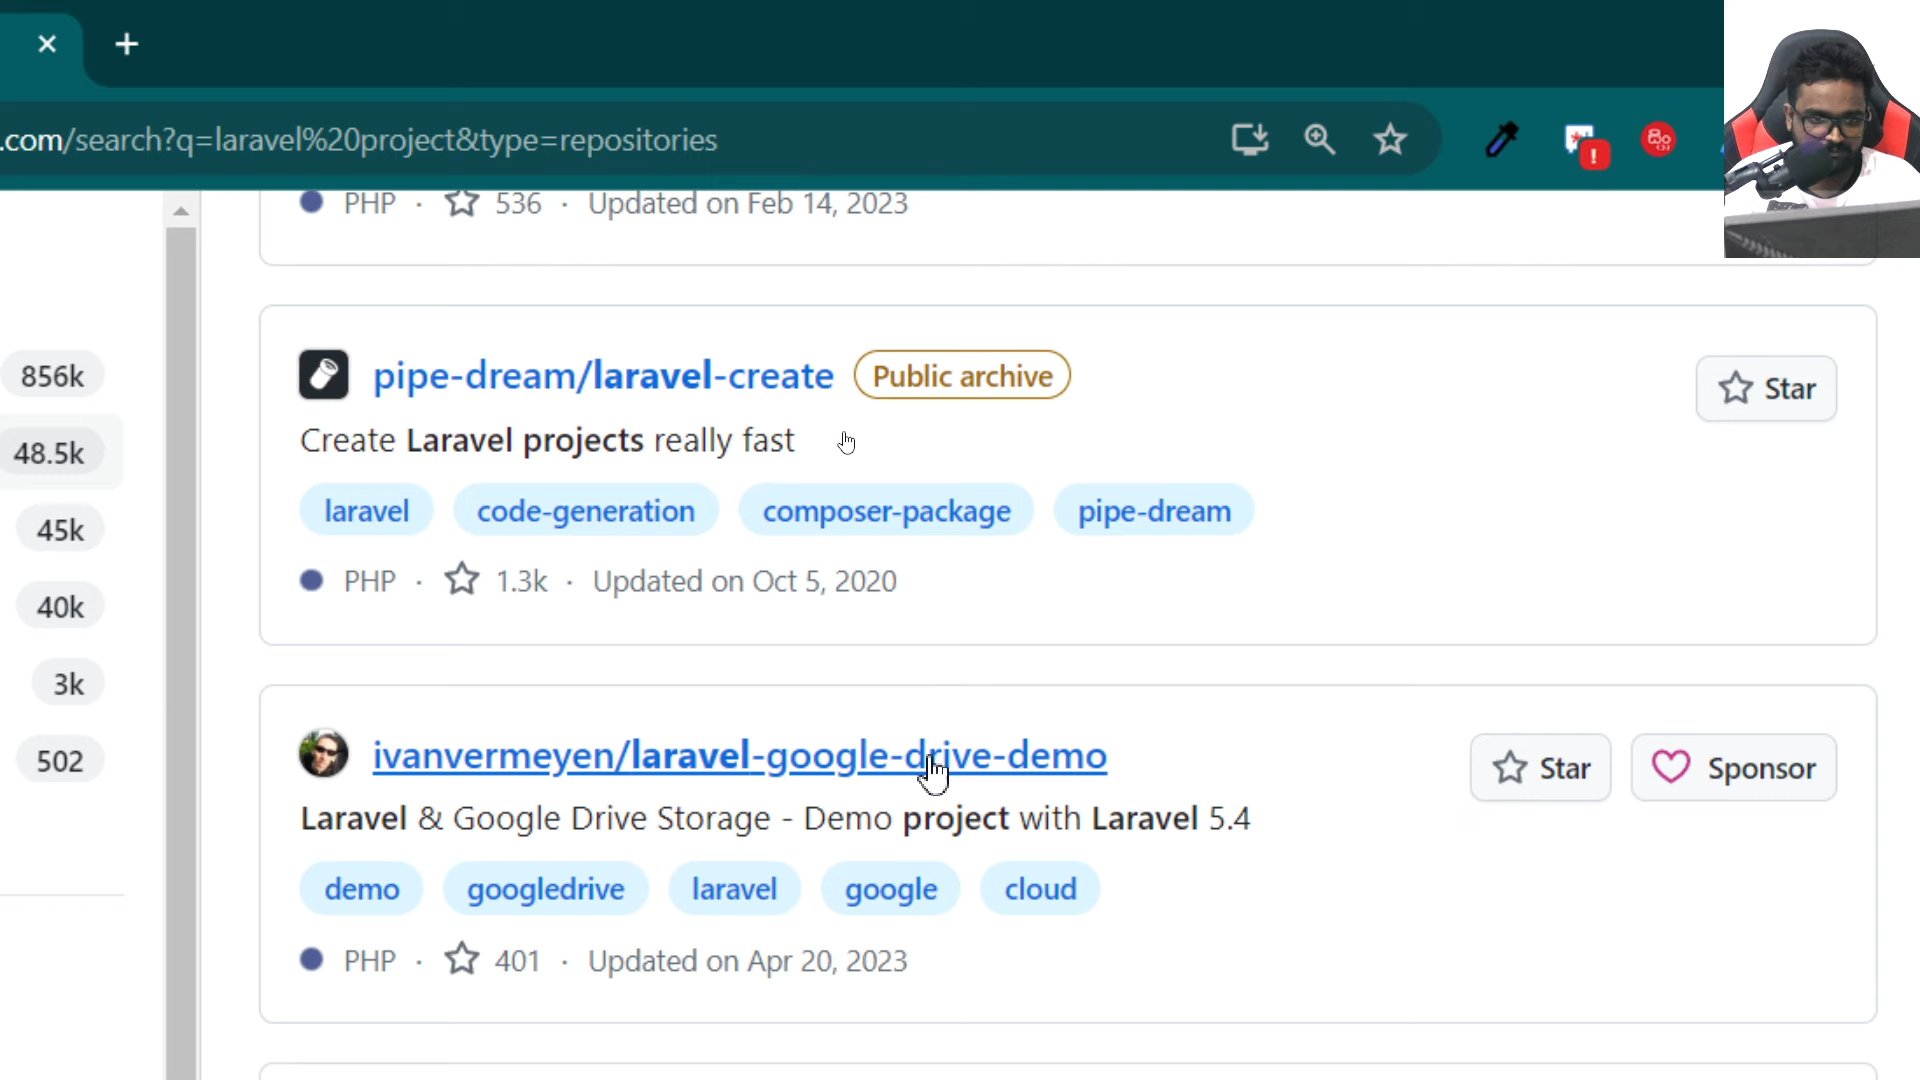 .com/search?q=laravel%20project&type=repositories
PHP · 536 · Updated on Feb 14, 2023
856k
48.5k
45k
40k
3k
502
pipe-dream/laravel-create Public archive
Star
Create Laravel projects really fast
laravel code-generation composer-package pipe-dream
PHP · 1.3k · Updated on Oct 5, 2020
ivanvermeyen/laravel-google-drive-demo
Star Sponsor
Laravel & Google Drive Storage - Demo project with Laravel 5.4
demo googledrive laravel google cloud
PHP · 401 · Updated on Apr 20, 2023